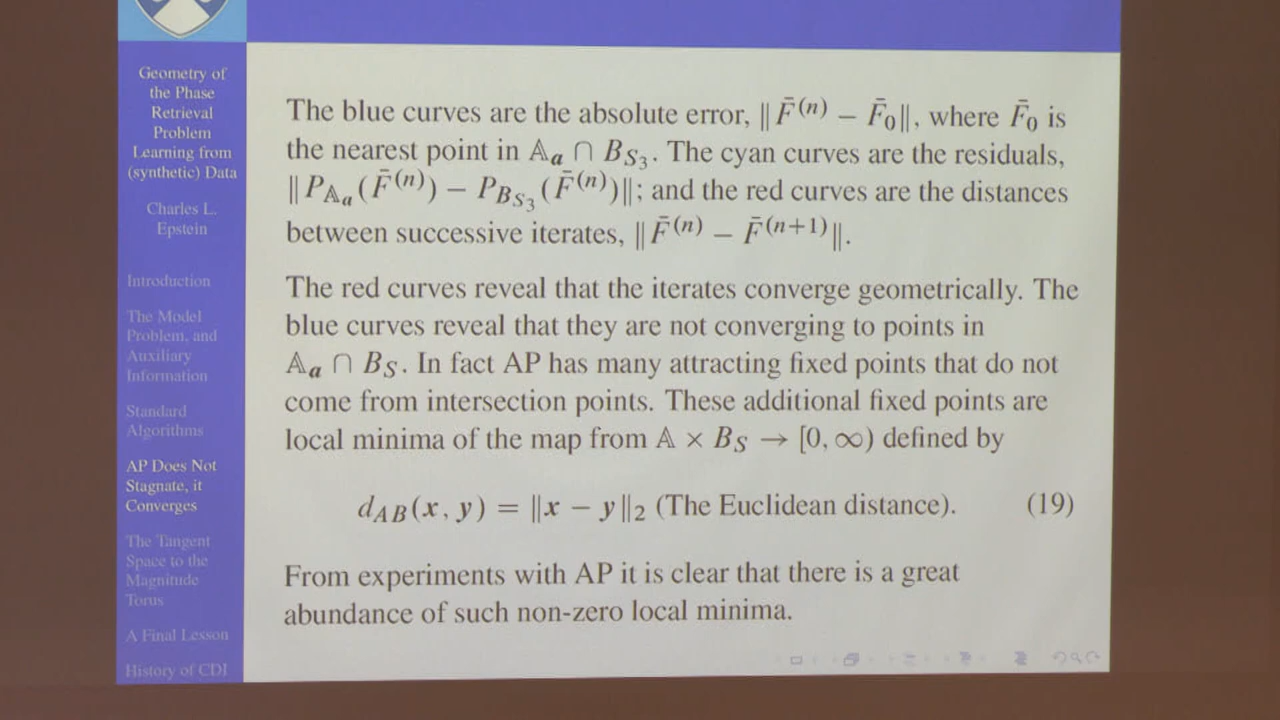 Geometry of
the Phase
Retrieval
Problem
Learning from
(synthetic) Data
Charles L.
Epstein
Introduction
The Model
Problem, and
Auxiliary
Information
Standard
Algorithms
AP Does Not
Stagnate, it
Converges
The Tangent
Space to the
Magnitude
Torus
A Final Lesson
History of CDI
The blue curves are the absolute error, ‖F̄⁽ⁿ⁾ − F̄₀‖, where F̄₀ is
the nearest point in 𝔸ₐ ∩ B_{S₃}. The cyan curves are the residuals,
‖P_{𝔸ₐ}(F̄⁽ⁿ⁾) − P_{B_{S₃}}(F̄⁽ⁿ⁾)‖; and the red curves are the distances
between successive iterates, ‖F̄⁽ⁿ⁾ − F̄⁽ⁿ⁺¹⁾‖.
The red curves reveal that the iterates converge geometrically. The
blue curves reveal that they are not converging to points in
𝔸ₐ ∩ B_S. In fact AP has many attracting fixed points that do not
come from intersection points. These additional fixed points are
local minima of the map from 𝔸 × B_S → [0, ∞) defined by
d_{AB}(x, y) = ‖x − y‖₂ (The Euclidean distance). (19)
From experiments with AP it is clear that there is a great
abundance of such non-zero local minima.